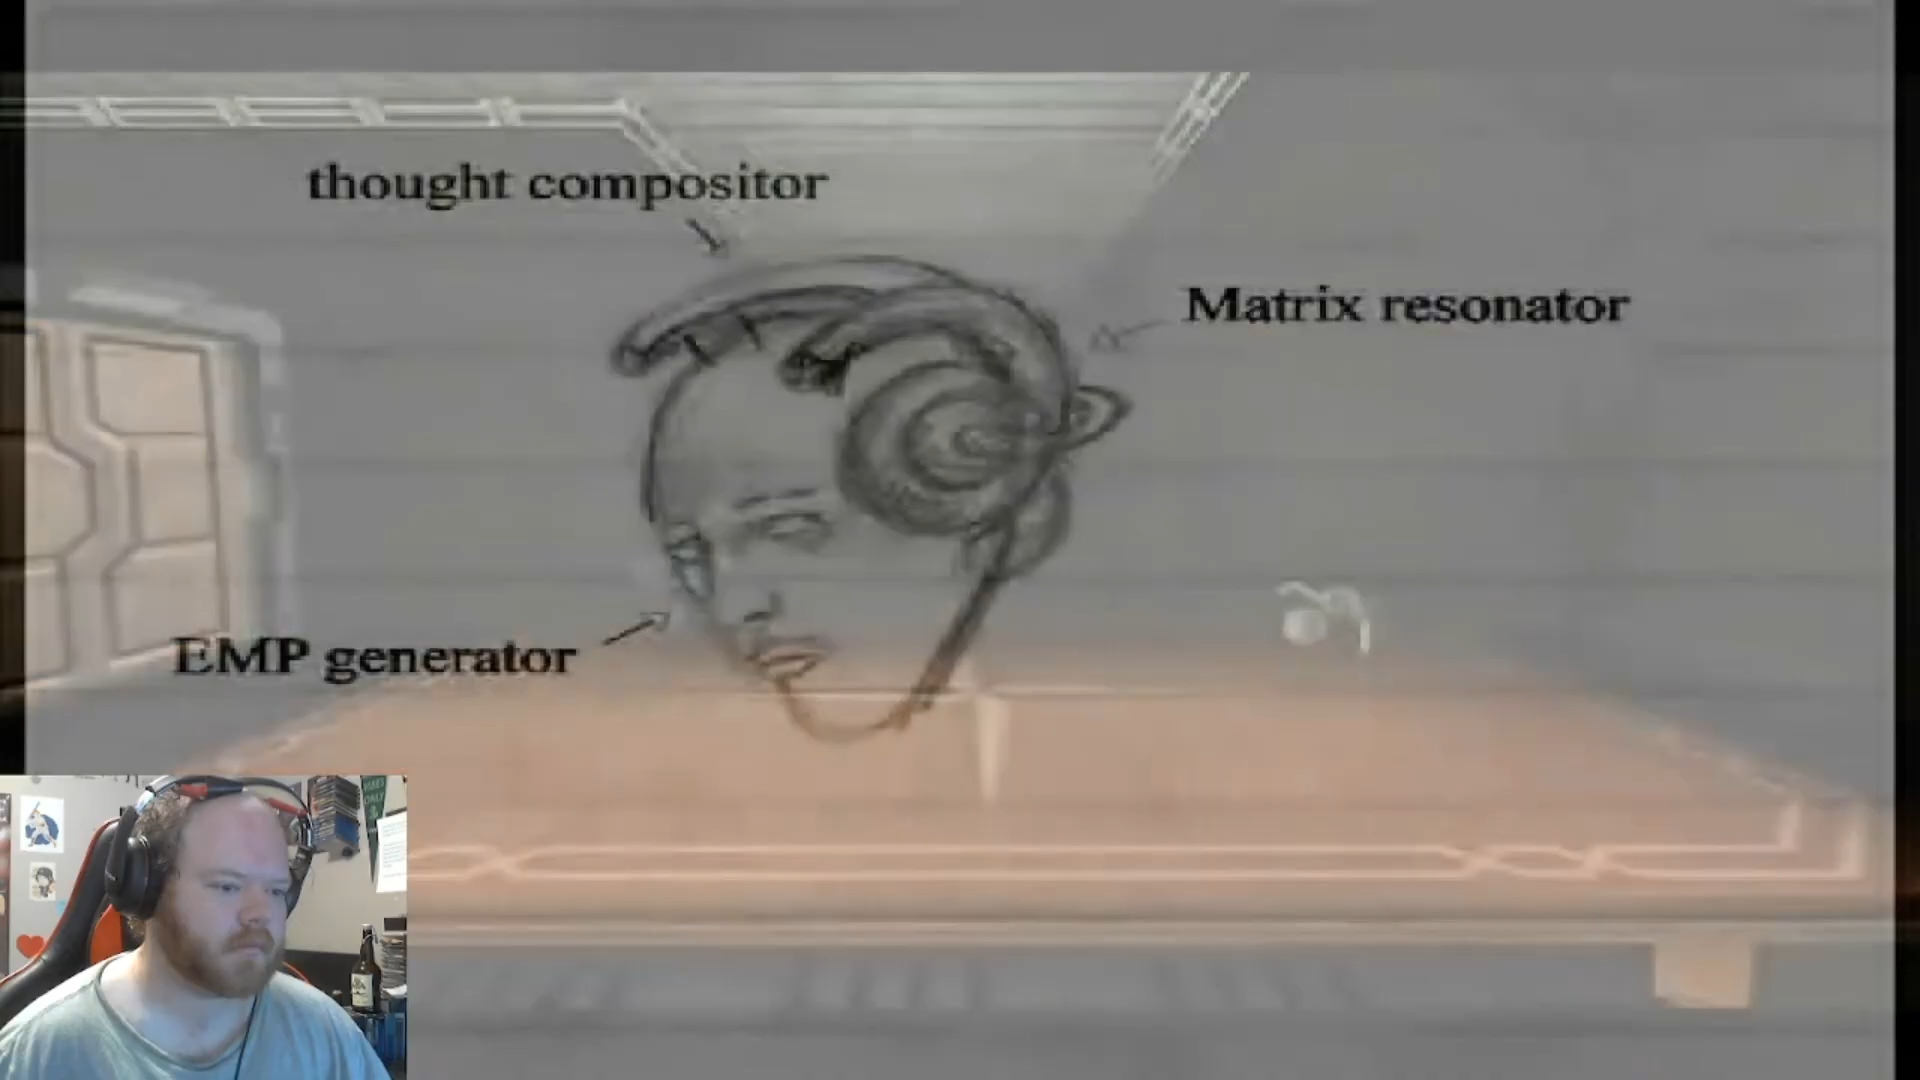 thought compositor
Matrix resonator
EMP generator